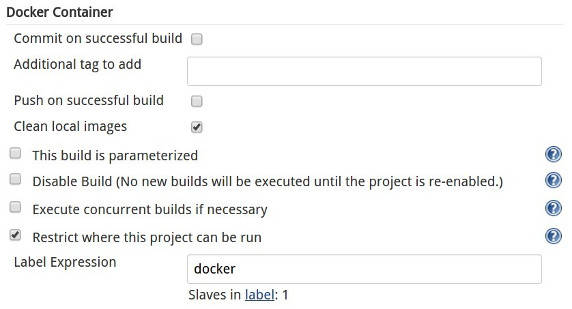 Docker Container
Commit on successful build
Additional tag to add
Push on successful build
Clean local images
This build is parameterized
Disable Build (No new builds will be executed until the project is re-enabled.)
Execute concurrent builds if necessary
Restrict where this project can be run
Label Expression docker
Slaves in label: 1